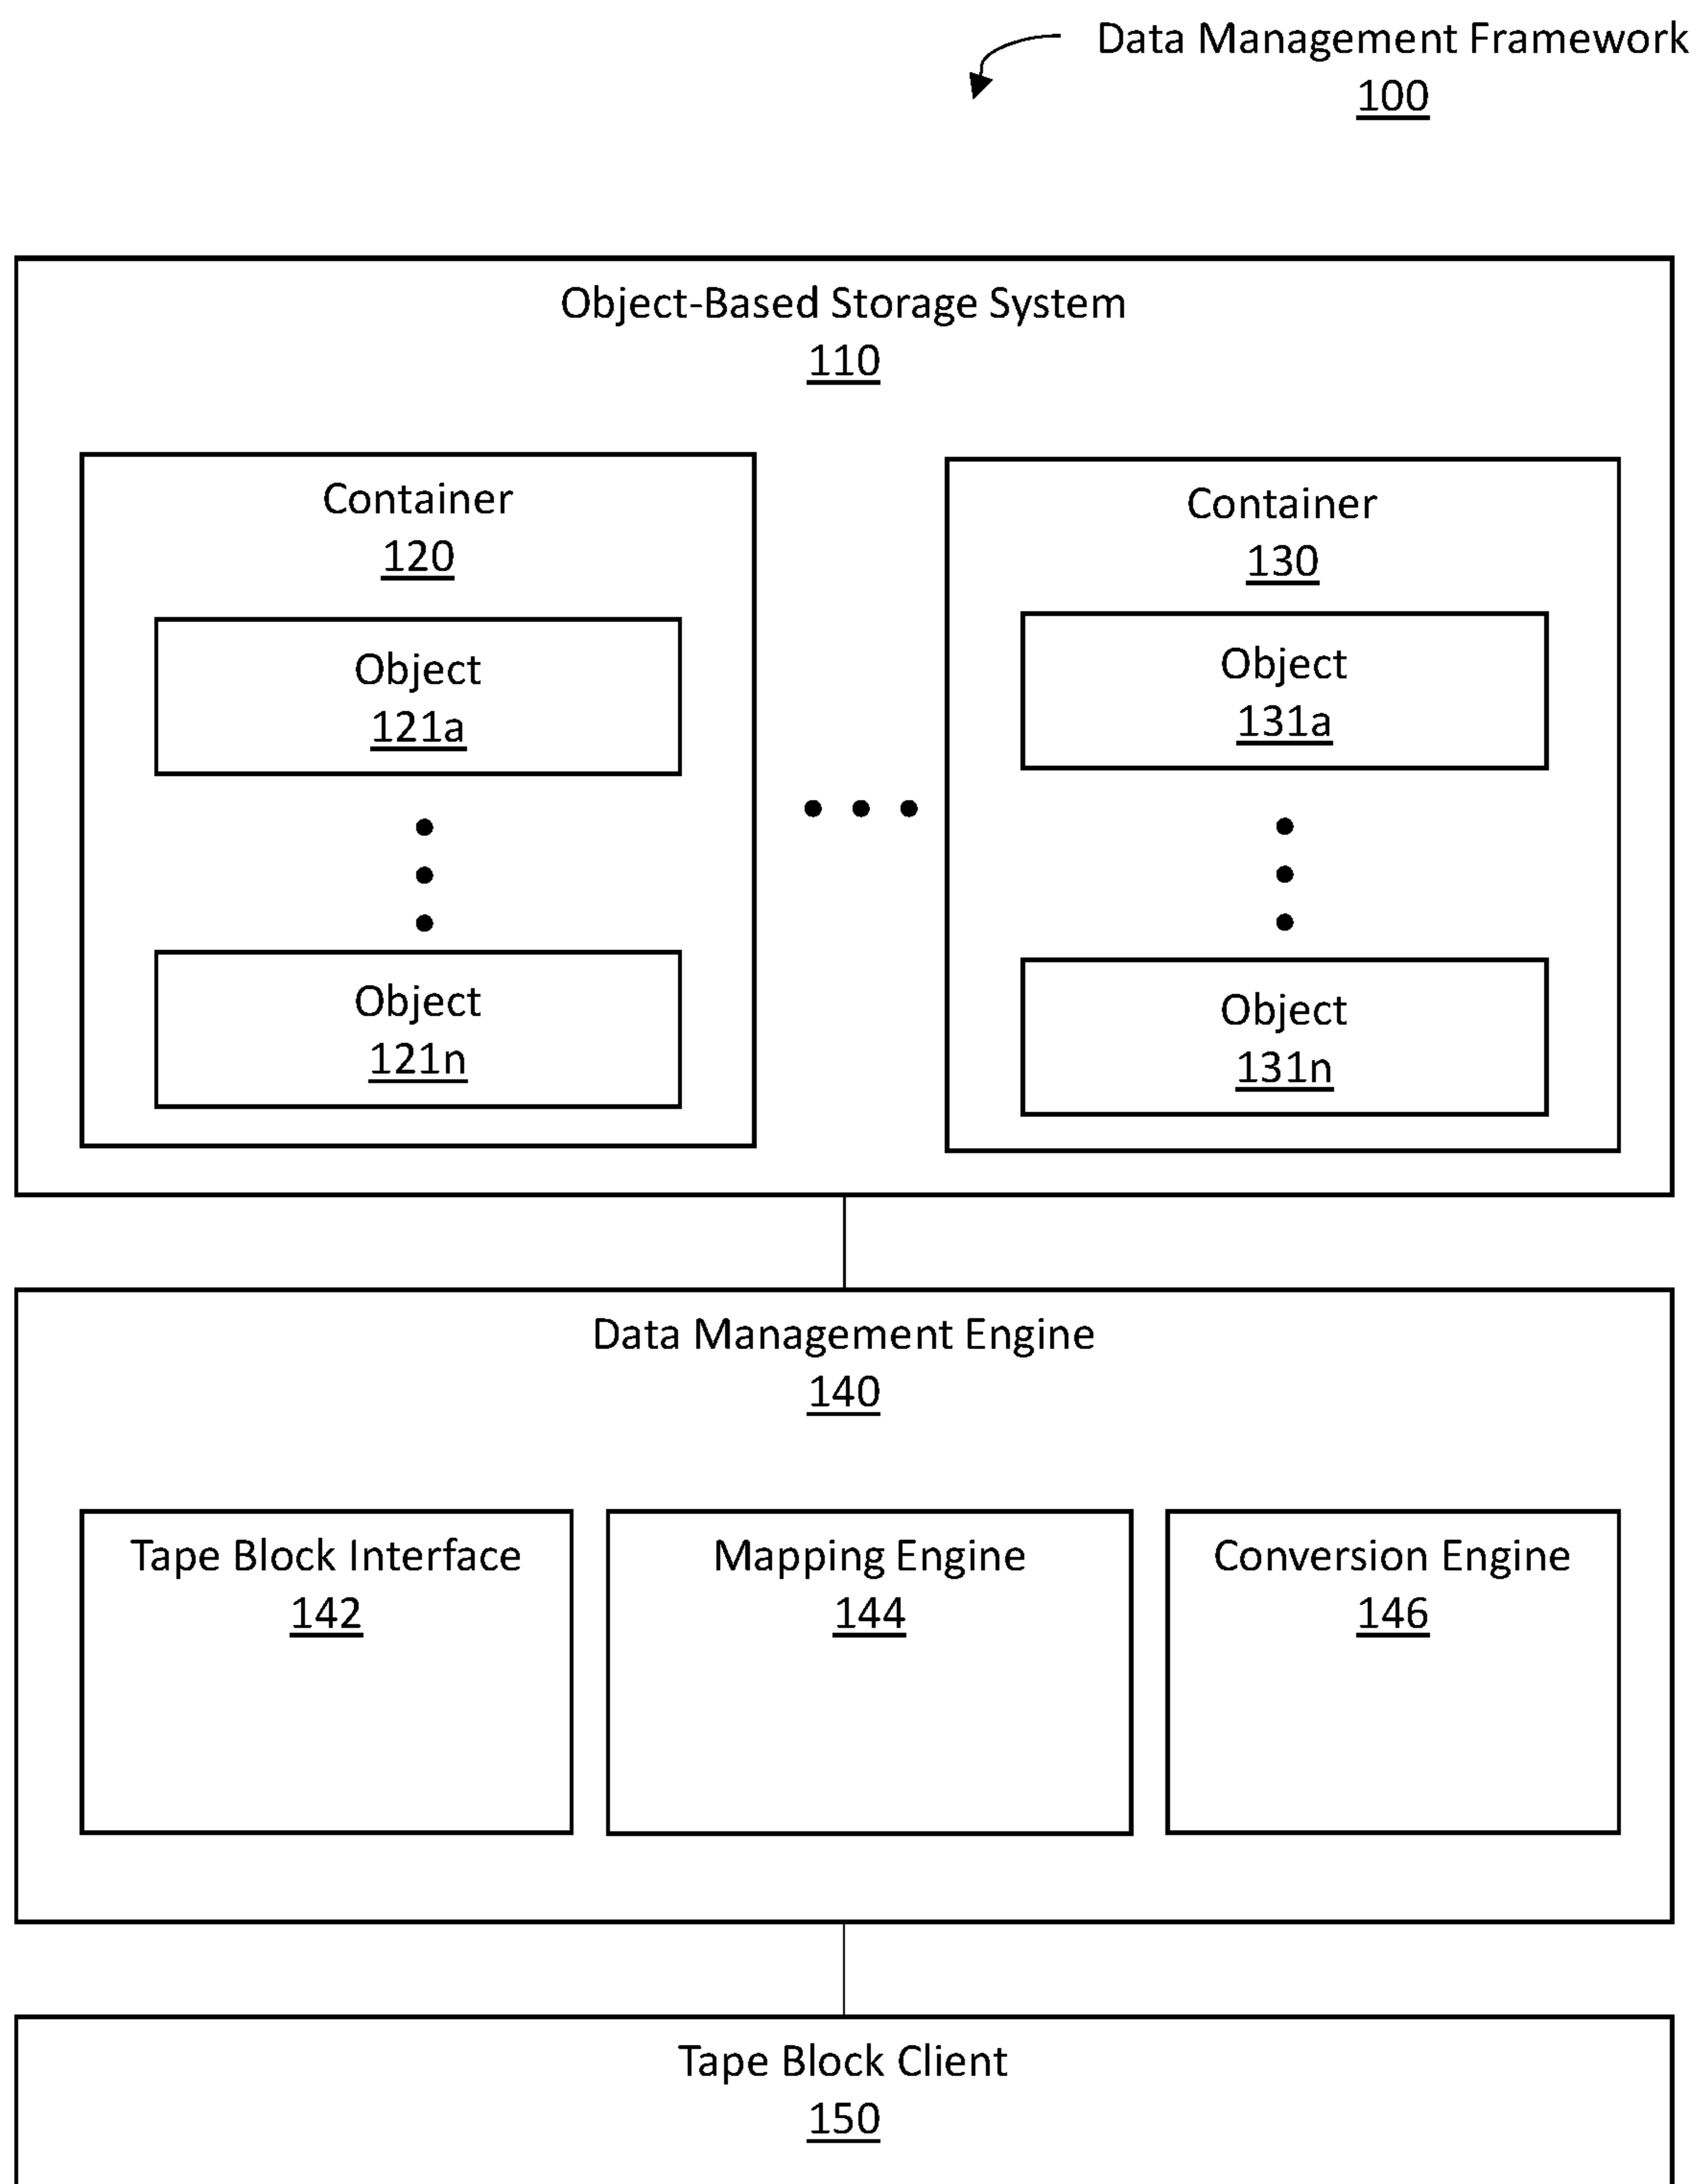 Data Management Framework
100
Object-Based Storage System
110
Container
120
Object
121a
Object
121n
Container
130
Object
131a
Object
131n
Data Management Engine
140
Tape Block Interface
142
Mapping Engine
144
Conversion Engine
146
Tape Block Client
150